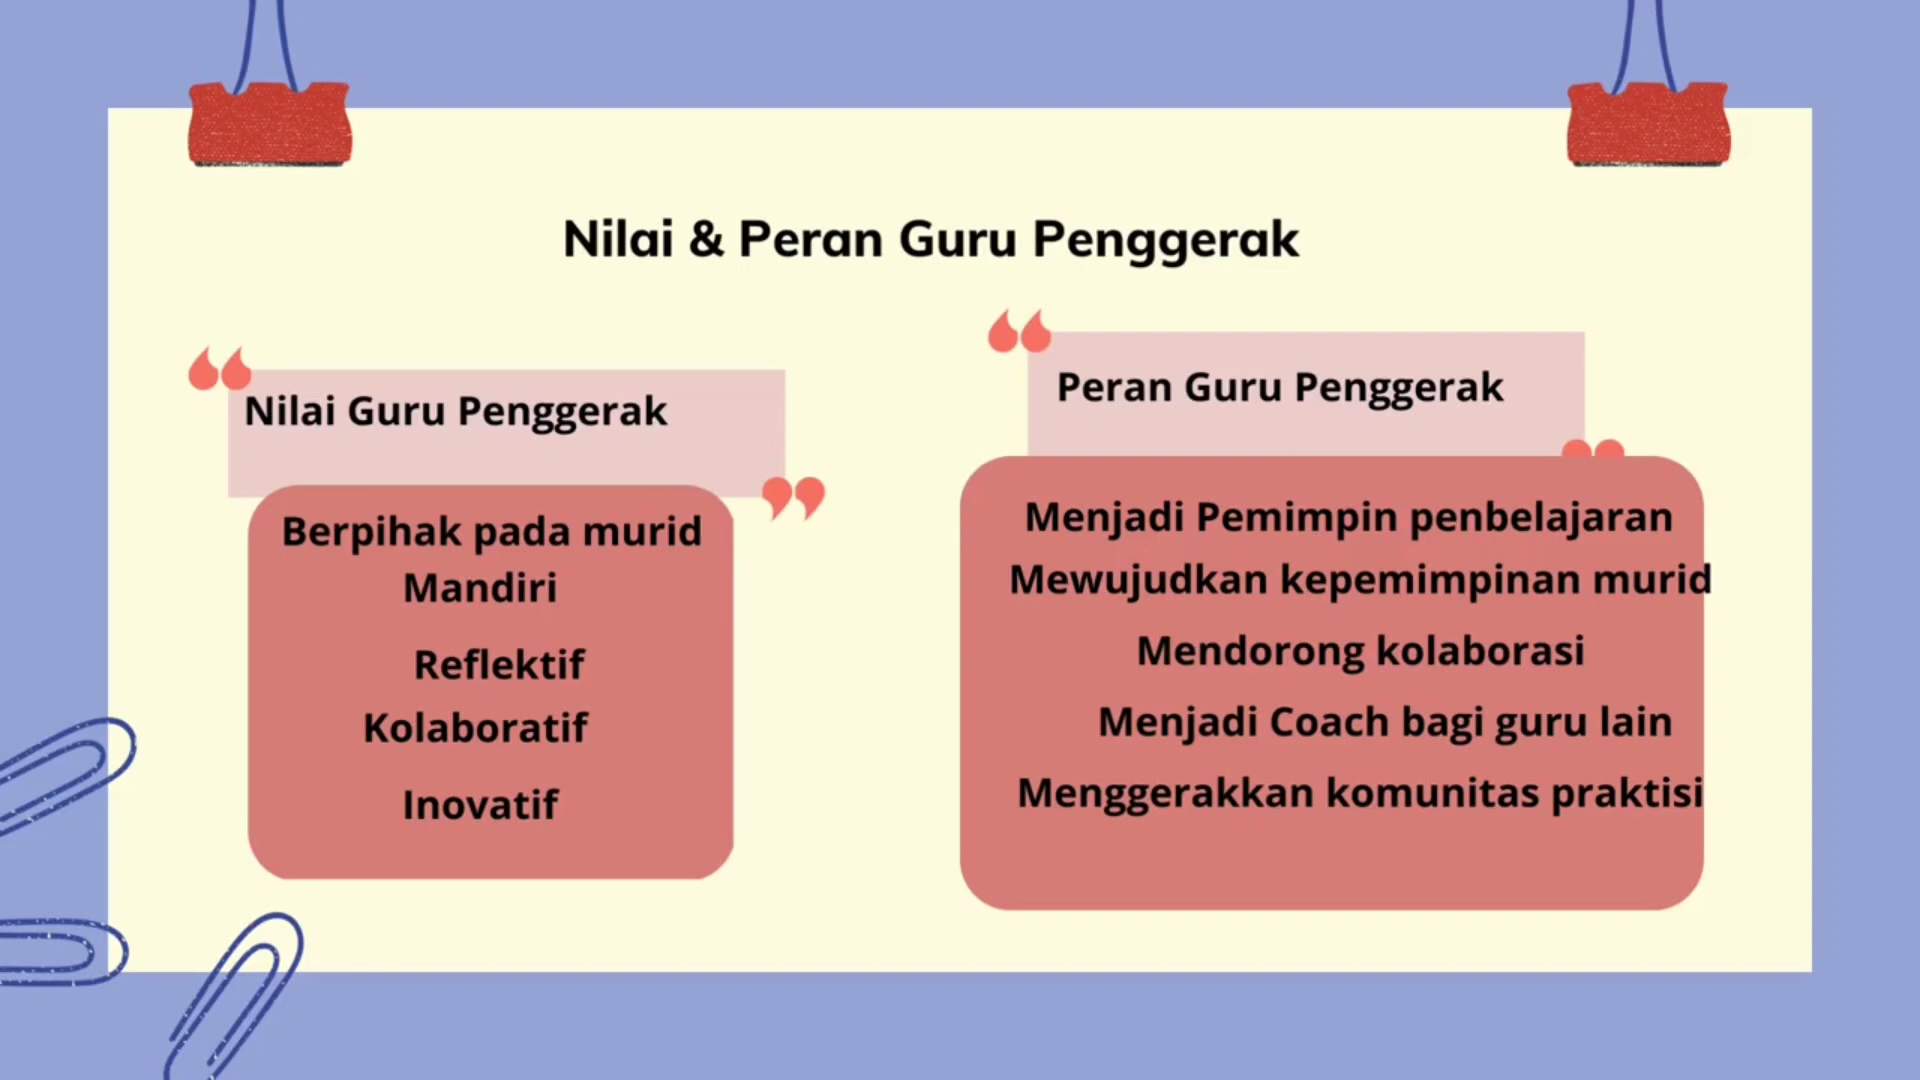 Nilai & Peran Guru Penggerak
Nilai Guru Penggerak
Berpihak pada murid
Mandiri
Reflektif
Kolaboratif
Inovatif
Peran Guru Penggerak
Menjadi Pemimpin penbelajaran
Mewujudkan kepemimpinan murid
Mendorong kolaborasi
Menjadi Coach bagi guru lain
Menggerakkan komunitas praktisi